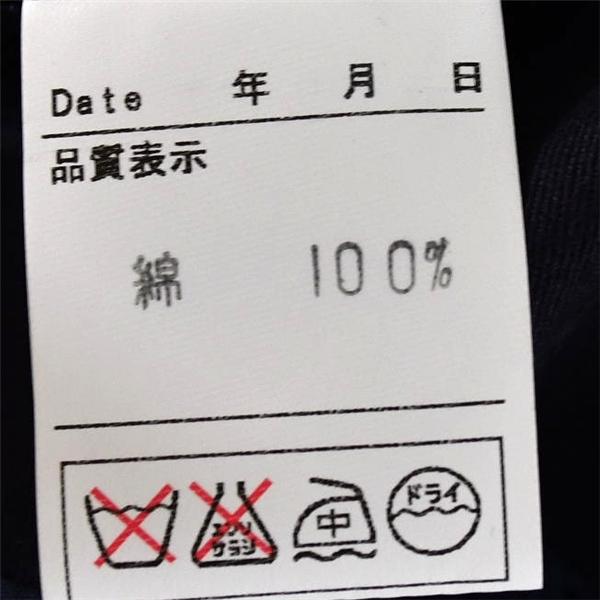 Date 年 月 日
品質表示
綿 100%
エンソ
サラシ
中
ドライ